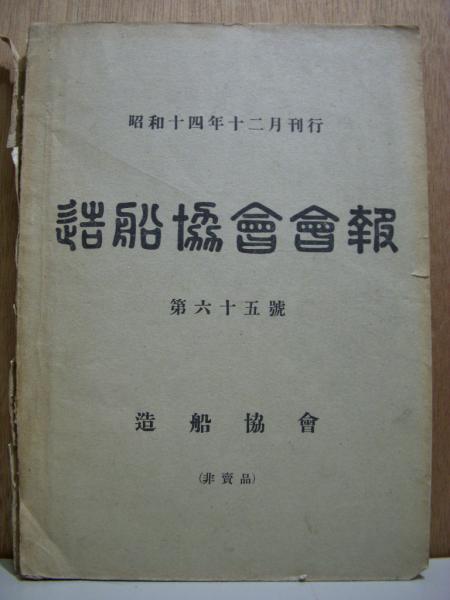 昭和十四年十二月刊行
造船協會會報
第六十五號
造船協會
(非賣品)